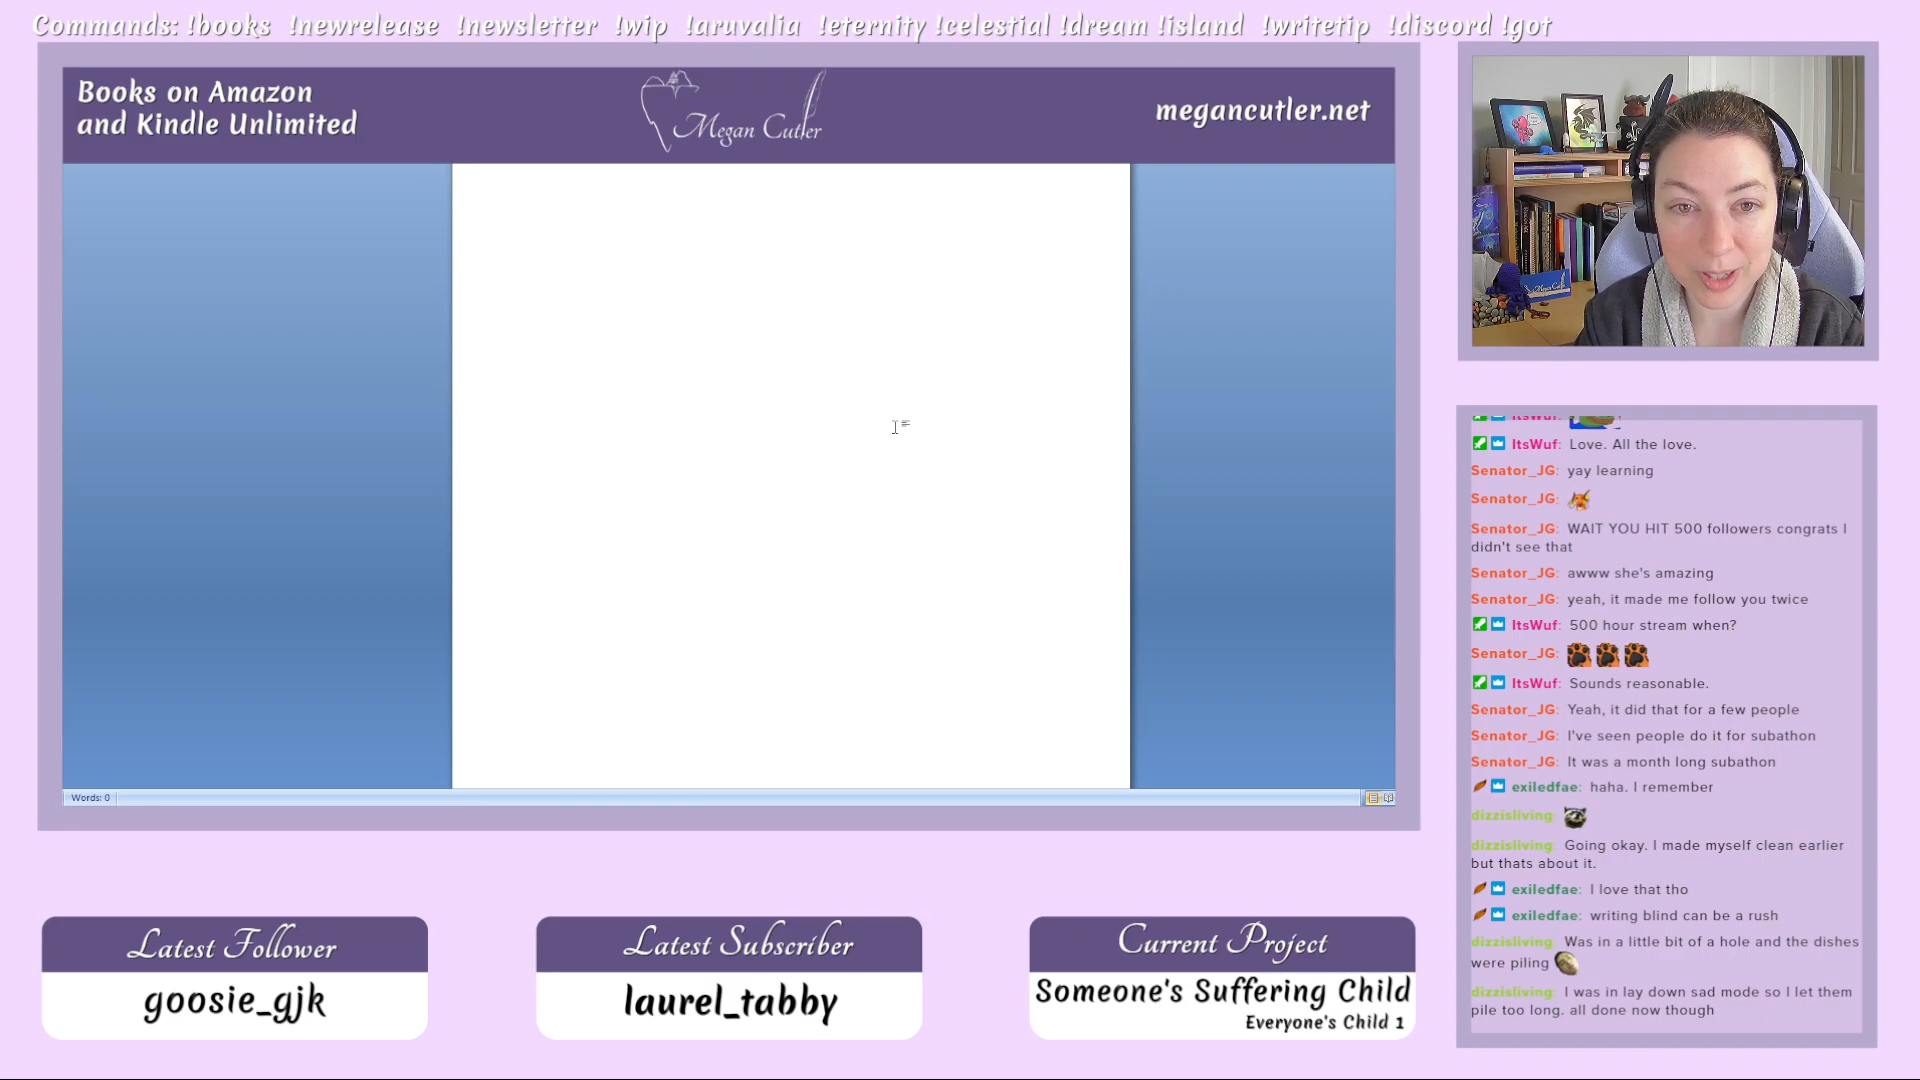 Commands: !books !newrelease !newsletter !wip !aruvalia !eternity !celestial !dream !island !writetip !discord !got
Books on Amazon
and Kindle Unlimited
Megan Cutler
megancutler.net
Words: 0
Latest Follower
goosie_gjk
Latest Subscriber
laurel_tabby
Current Project
Someone's Suffering Child
Everyone's Child 1
ItsWuf:
ItsWuf: Love. All the love.
Senator_JG: yay learning
Senator_JG:
Senator_JG: WAIT YOU HIT 500 followers congrats I
didn't see that
Senator_JG: awww she's amazing
Senator_JG: yeah, it made me follow you twice
ItsWuf: 500 hour stream when?
Senator_JG:
ItsWuf: Sounds reasonable.
Senator_JG: Yeah, it did that for a few people
Senator_JG: I've seen people do it for subathon
Senator_JG: It was a month long subathon
exiledfae: haha. I remember
dizzisliving:
dizzisliving: Going okay. I made myself clean earlier
but thats about it.
exiledfae: I love that tho
exiledfae: writing blind can be a rush
dizzisliving: Was in a little bit of a hole and the dishes
were piling
dizzisliving: I was in lay down sad mode so I let them
pile too long. all done now though